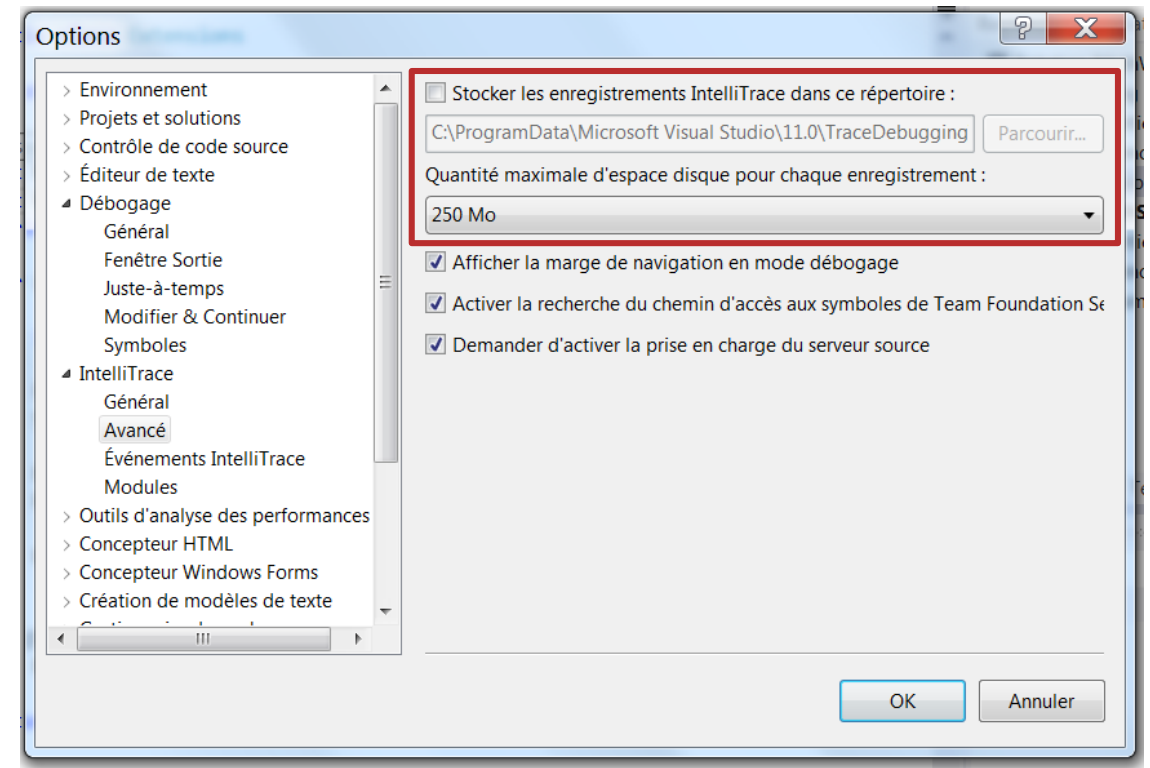 Options
Environnement
Projets et solutions
Contrôle de code source
Éditeur de texte
Débogage
Général
Fenêtre Sortie
Juste-à-temps
Modifier & Continuer
Symboles
IntelliTrace
Général
Avancé
Événements IntelliTrace
Modules
Outils d'analyse des performances
Concepteur HTML
Concepteur Windows Forms
Création de modèles de texte
Stocker les enregistrements IntelliTrace dans ce répertoire :
C:\ProgramData\Microsoft Visual Studio\11.0\TraceDebugging
Parcourir...
Quantité maximale d'espace disque pour chaque enregistrement :
250 Mo
Afficher la marge de navigation en mode débogage
Activer la recherche du chemin d'accès aux symboles de Team Foundation Se
Demander d'activer la prise en charge du serveur source
OK
Annuler